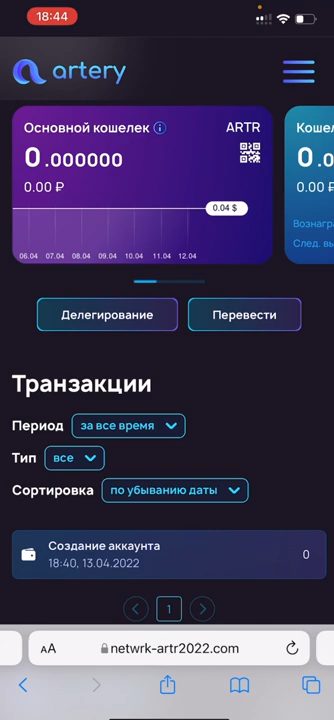 18:44
artery
Основной кошелек
ARTR
Кошел
0.000000
0.0
0.00 ₽
0.00 ₽
0.04 $
Вознагра
06.04 07.04 08.04 09.04 10.04 11.04 12.04
След. вы
Делегирование
Перевести
Транзакции
Период
за все время
Тип
все
Сортировка
по убыванию даты
Создание аккаунта
0
18:40, 13.04.2022
1
AA
netwrk-artr2022.com